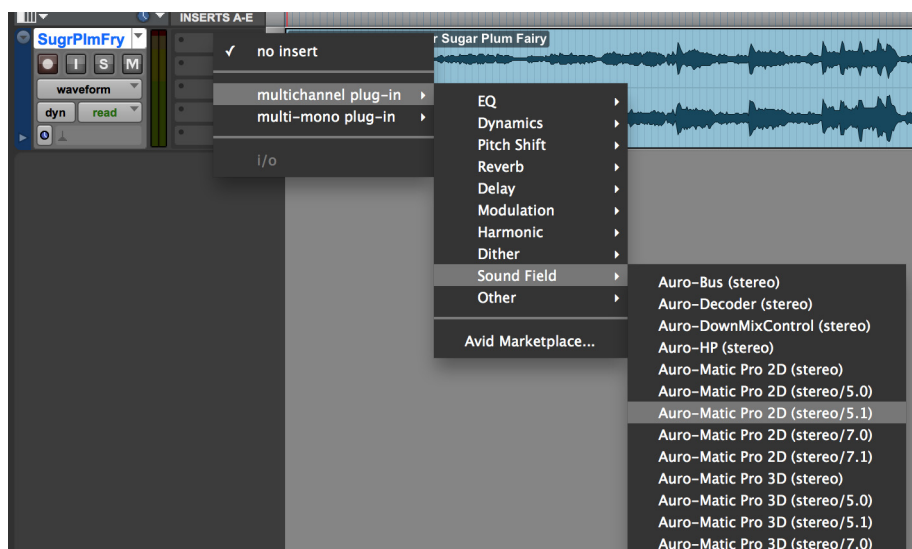 INSERTS A-E
SugrPlmFry
I S M
waveform
dyn read
r Sugar Plum Fairy
✓ no insert
multichannel plug-in
multi-mono plug-in
i/o
EQ
Dynamics
Pitch Shift
Reverb
Delay
Modulation
Harmonic
Dither
Sound Field
Other
Avid Marketplace...
Auro-Bus (stereo)
Auro-Decoder (stereo)
Auro-DownMixControl (stereo)
Auro-HP (stereo)
Auro-Matic Pro 2D (stereo)
Auro-Matic Pro 2D (stereo/5.0)
Auro-Matic Pro 2D (stereo/5.1)
Auro-Matic Pro 2D (stereo/7.0)
Auro-Matic Pro 2D (stereo/7.1)
Auro-Matic Pro 3D (stereo)
Auro-Matic Pro 3D (stereo/5.0)
Auro-Matic Pro 3D (stereo/5.1)
Auro-Matic Pro 3D (stereo/7.0)